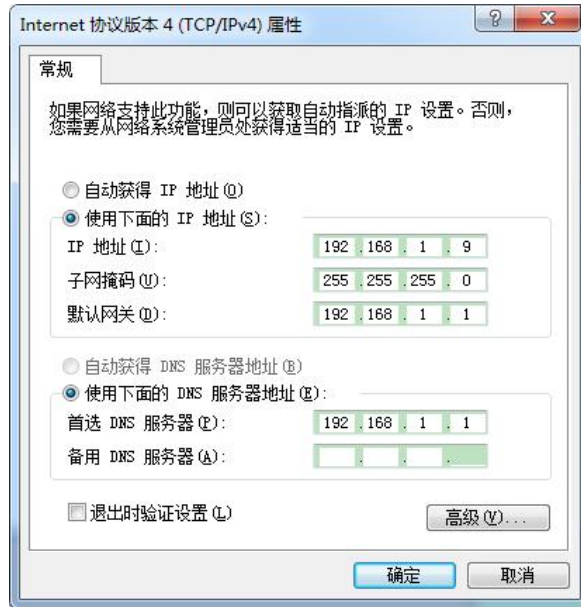 Internet 协议版本 4 (TCP/IPv4) 属性
常规
如果网络支持此功能，则可以获取自动指派的 IP 设置。否则，
您需要从网络系统管理员处获得适当的 IP 设置。
自动获得 IP 地址(O)
使用下面的 IP 地址(S):
IP 地址(I): 192 .168 . 1 . 9
子网掩码(U): 255 .255 .255 . 0
默认网关(D): 192 .168 . 1 . 1
自动获得 DNS 服务器地址(B)
使用下面的 DNS 服务器地址(E):
首选 DNS 服务器(P): 192 .168 . 1 . 1
备用 DNS 服务器(A): . . .
退出时验证设置(L)
高级(V)...
确定 取消